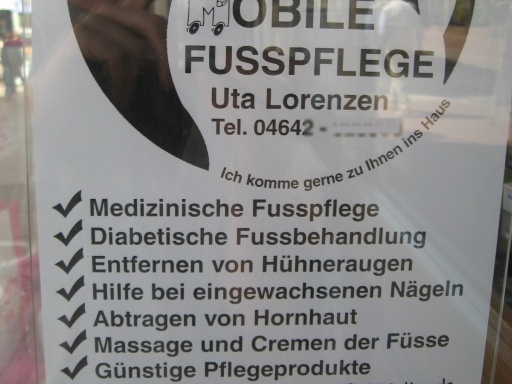 MOBILE
FUSSPFLEGE
Uta Lorenzen
Tel. 04642 -
Ich komme gerne zu Ihnen ins Haus
Medizinische Fusspflege
Diabetische Fussbehandlung
Entfernen von Hühneraugen
Hilfe bei eingewachsenen Nägeln
Abtragen von Hornhaut
Massage und Cremen der Füsse
Günstige Pflegeprodukte